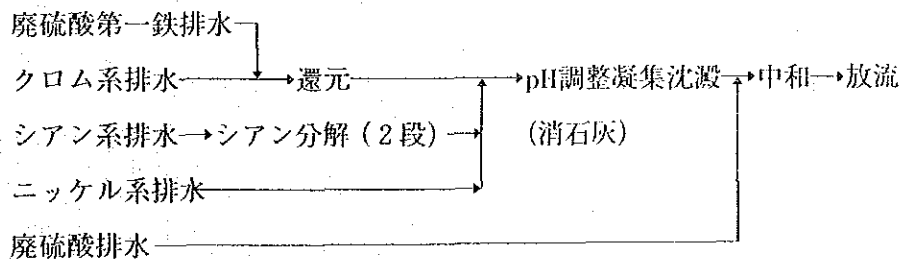 廃硫酸第一鉄排水
クロム系排水 還元 pH調整凝集沈澱 中和 放流
シアン系排水 シアン分解（2段） （消石灰）
ニッケル系排水
廃硫酸排水